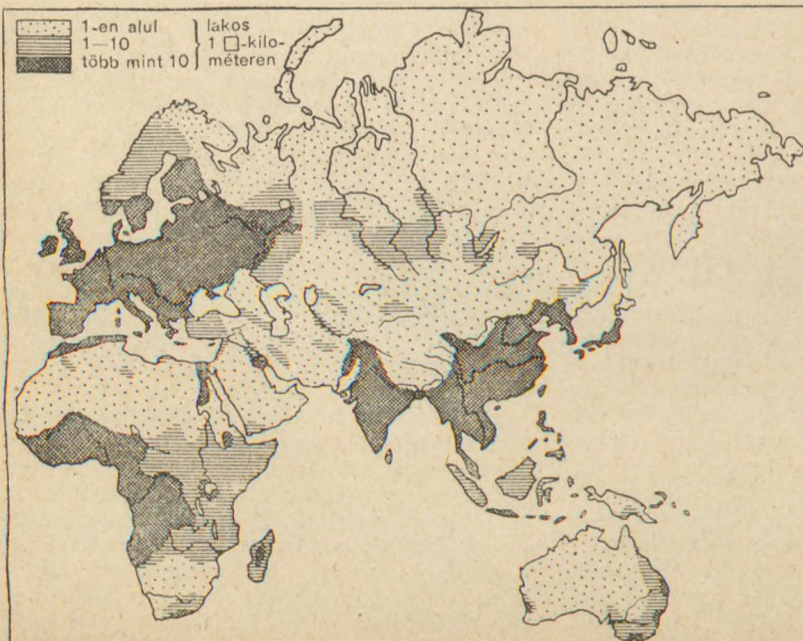 1-en alul
1—10
több mint 10
lakos
1 □-kilo-
méteren